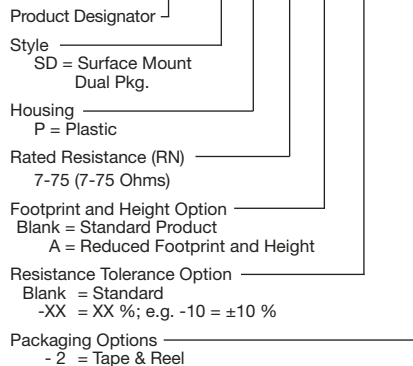 Product Designator
Style
SD = Surface Mount
Dual Pkg.
Housing
P = Plastic
Rated Resistance (RN)
7-75 (7-75 Ohms)
Footprint and Height Option
Blank = Standard Product
A = Reduced Footprint and Height
Resistance Tolerance Option
Blank = Standard
-XX = XX %; e.g. -10 = ±10 %
Packaging Options
- 2 = Tape & Reel